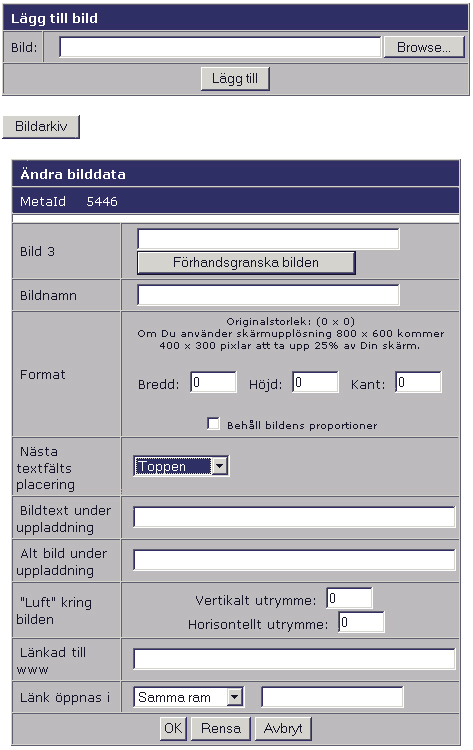 Lägg till bild
Bild:
Browse...
Lägg till
Bildarkiv
Ändra bilddata
MetaId 5446
Bild 3
Förhandsgranska bilden
Bildnamn
Format
Originalstorlek: (0 x 0)
Om Du använder skärmupplösning 800 x 600 kommer
400 x 300 pixlar att ta upp 25% av Din skärm.
Bredd: 0 Höjd: 0 Kant: 0
Behåll bildens proportioner
Nästa
textfälts
placering
Toppen
Bildtext under
uppladdning
Alt bild under
uppladdning
"Luft" kring
bilden
Vertikalt utrymme: 0
Horisontellt utrymme: 0
Länkad till
www
Länk öppnas i
Samma ram
OK Rensa Avbryt